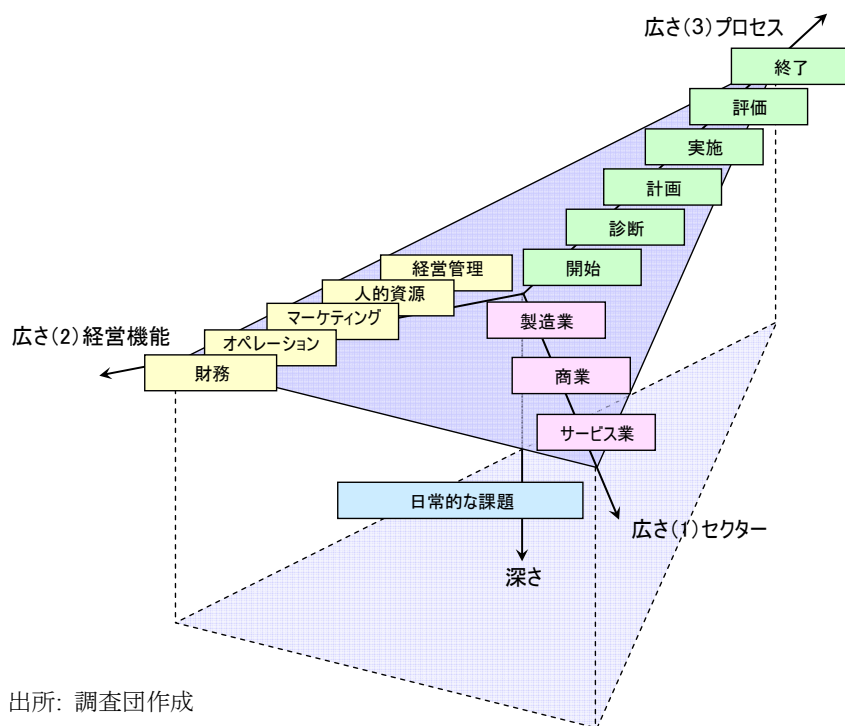 広さ(3)プロセス
終了
評価
実施
計画
診断
開始
経営管理
人的資源
マーケティング
オペレーション
財務
広さ(2)経営機能
製造業
商業
サービス業
広さ(1)セクター
日常的な課題
深さ
出所: 調査団作成